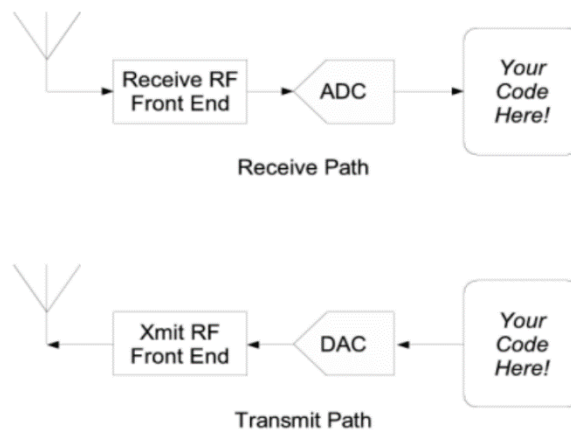 Receive RF
Front End
ADC
Your
Code
Here!
Receive Path
Xmit RF
Front End
DAC
Your
Code
Here!
Transmit Path